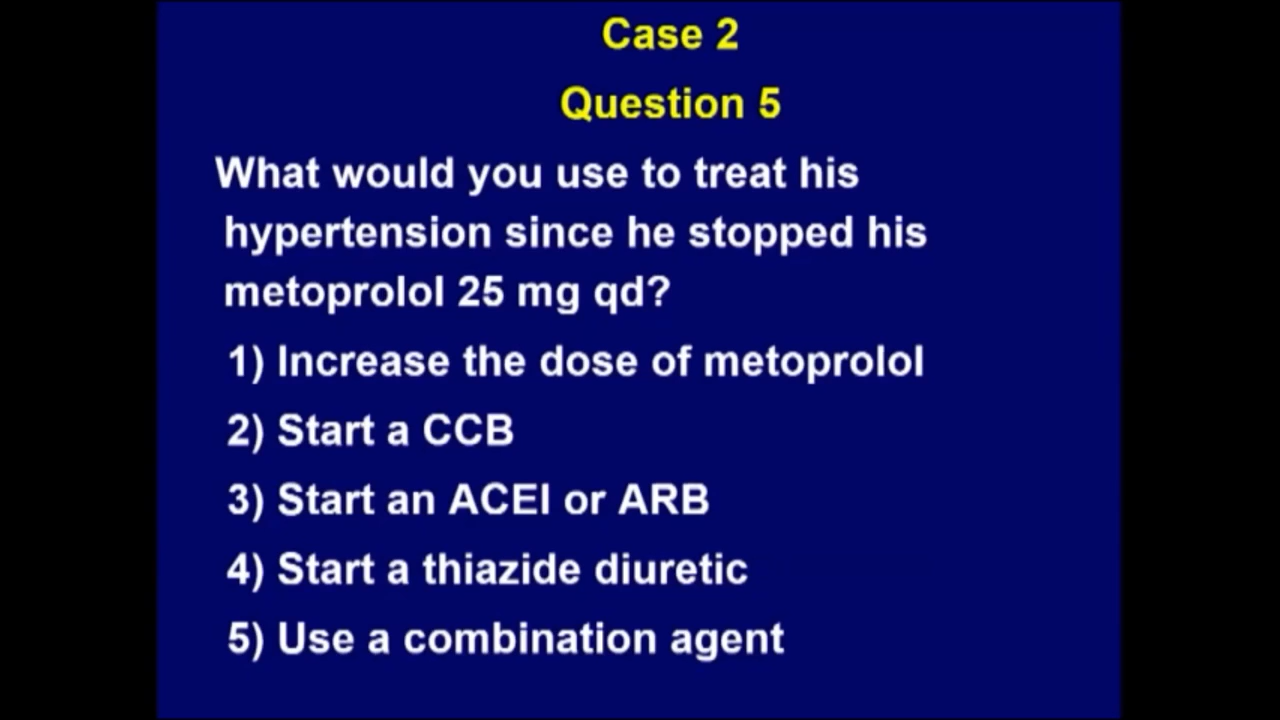 Case 2
Question 5
What would you use to treat his
hypertension since he stopped his
metoprolol 25 mg qd?
1) Increase the dose of metoprolol
2) Start a CCB
3) Start an ACEI or ARB
4) Start a thiazide diuretic
5) Use a combination agent